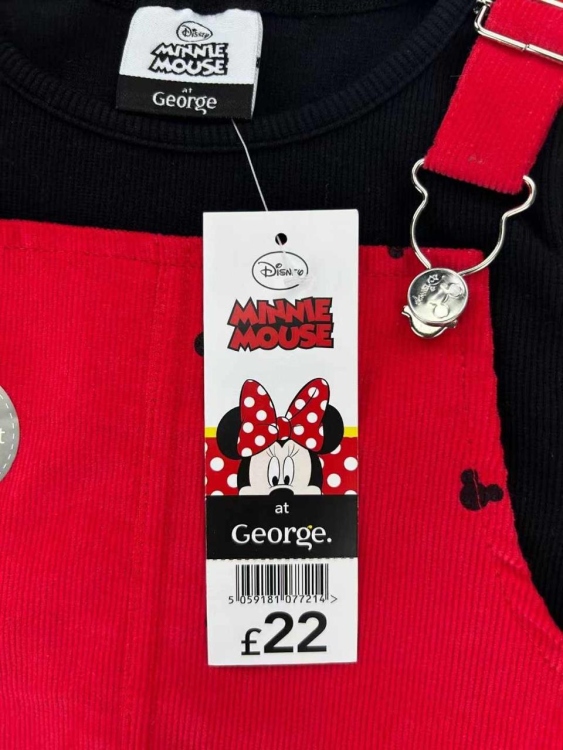 Disney
MINNIE
MOUSE
at
George
Disney
MINNIE
MOUSE
at
George.
5 059181 077214 >
£22
t